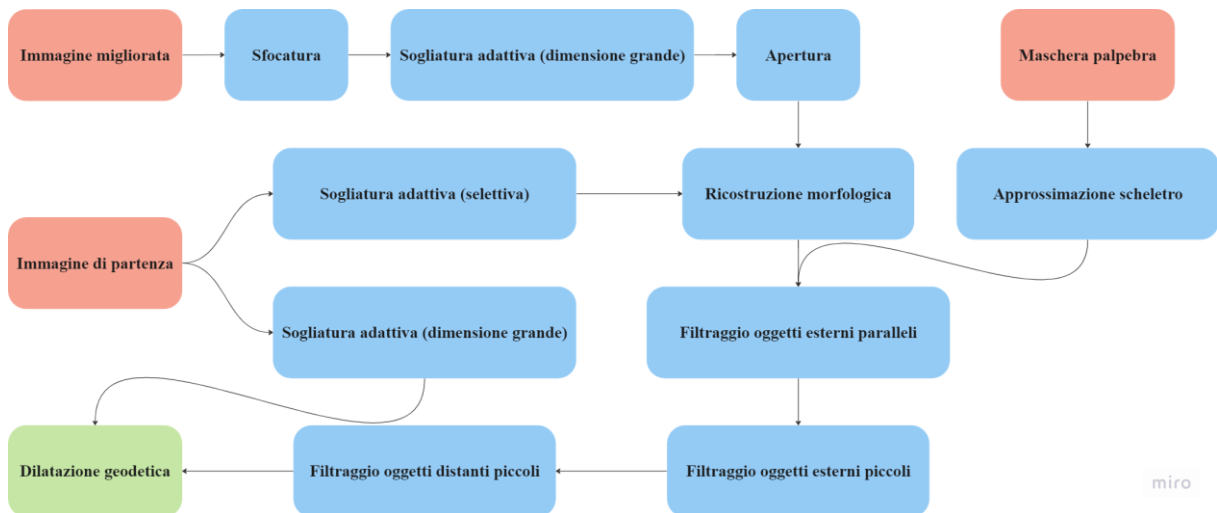 Immagine migliorata
Sfocatura
Sogliatura adattiva (dimensione grande)
Apertura
Maschera palpebra
Sogliatura adattiva (selettiva)
Ricostruzione morfologica
Approssimazione scheletro
Immagine di partenza
Sogliatura adattiva (dimensione grande)
Filtraggio oggetti esterni paralleli
Dilatazione geodetica
Filtraggio oggetti distanti piccoli
Filtraggio oggetti esterni piccoli
miro